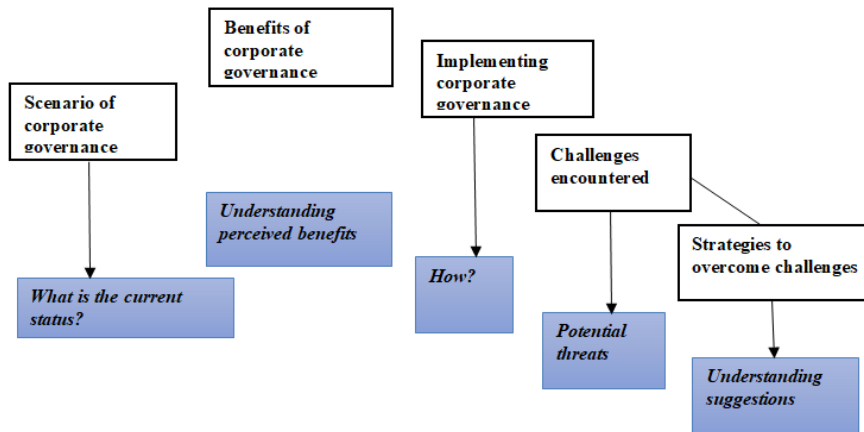 Benefits of
corporate
governance
Implementing
corporate
governance
Scenario of
corporate
governance
Challenges
encountered
Strategies to
overcome challenges
Understanding
perceived benefits
How?
What is the current
status?
Potential
threats
Understanding
suggestions